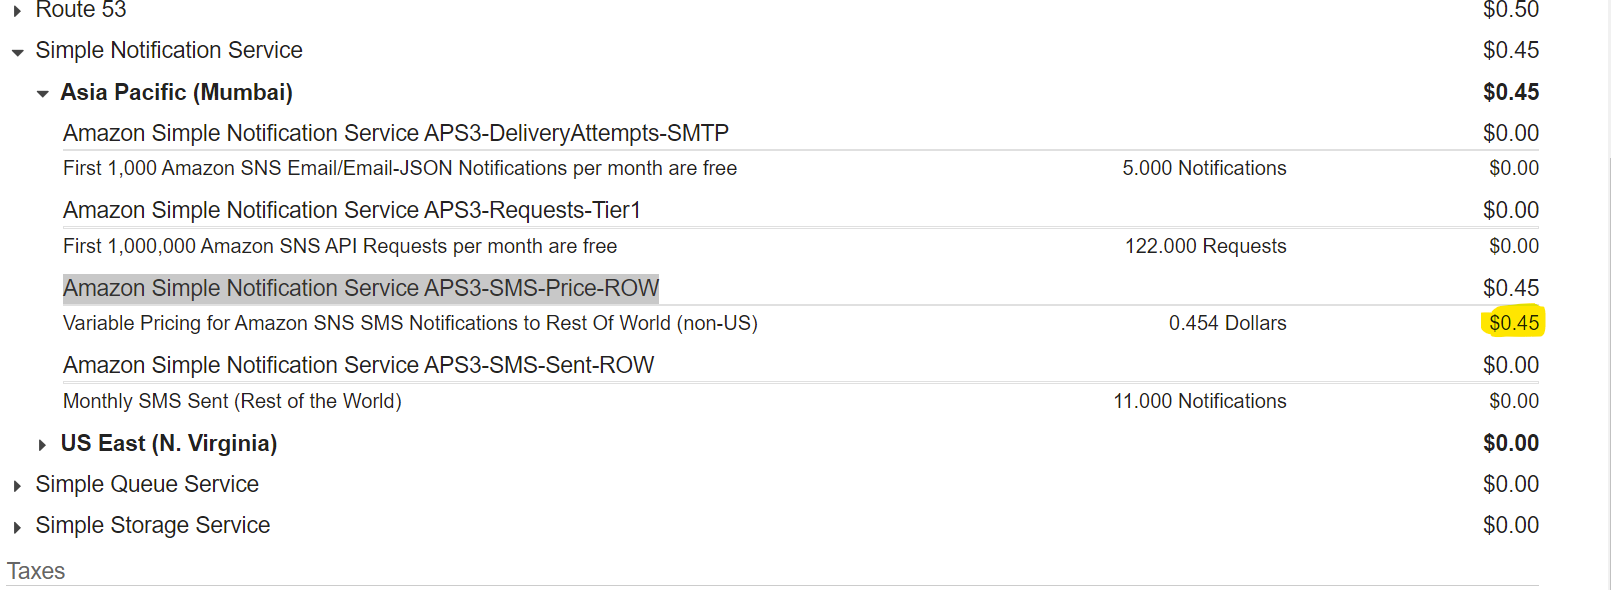 Route 53 $0.50
Simple Notification Service $0.45
Asia Pacific (Mumbai) $0.45
Amazon Simple Notification Service APS3-DeliveryAttempts-SMTP $0.00
First 1,000 Amazon SNS Email/Email-JSON Notifications per month are free 5.000 Notifications $0.00
Amazon Simple Notification Service APS3-Requests-Tier1 $0.00
First 1,000,000 Amazon SNS API Requests per month are free 122.000 Requests $0.00
Amazon Simple Notification Service APS3-SMS-Price-ROW $0.45
Variable Pricing for Amazon SNS SMS Notifications to Rest Of World (non-US) 0.454 Dollars $0.45
Amazon Simple Notification Service APS3-SMS-Sent-ROW $0.00
Monthly SMS Sent (Rest of the World) 11.000 Notifications $0.00
US East (N. Virginia) $0.00
Simple Queue Service $0.00
Simple Storage Service $0.00
Taxes